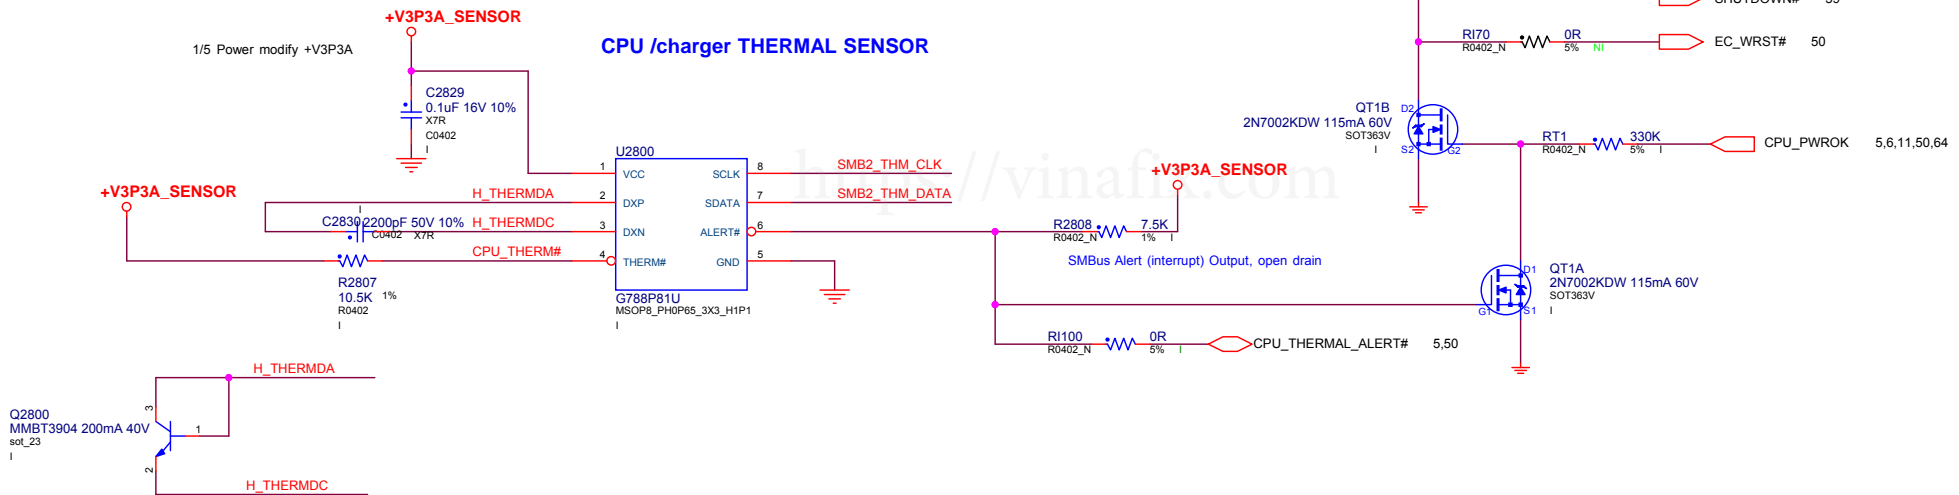 SHUTDOWN# 39
+V3P3A_SENSOR
1/5 Power modify +V3P3A
CPU /charger THERMAL SENSOR
RI70 0R
R0402_N 5% NI
EC_WRST# 50
C2829
0.1uF 16V 10%
X7R
C0402
I
QT1B
2N7002KDW 115mA 60V
SOT363V
I
D2
S2
G2
RT1 330K
R0402_N 5% I
CPU_PWROK 5,6,11,50,64
U2800
1 VCC SCLK 8 SMB2_THM_CLK
https://vinafix.com
+V3P3A_SENSOR
+V3P3A_SENSOR
H_THERMDA 2 DXP SDATA 7 SMB2_THM_DATA
I
C2830 2200pF 50V 10%
C0402 X7R
H_THERMDC 3 DXN ALERT# 6
R2808 7.5K
R0402_N 1% I
CPU_THERM# 4 THERM# GND 5
SMBus Alert (interrupt) Output, open drain
R2807
10.5K 1%
R0402
I
G788P81U
MSOP8_PH0P65_3X3_H1P1
I
D1
G1
S1
QT1A
2N7002KDW 115mA 60V
SOT363V
I
RI100 0R
R0402_N 5% I
CPU_THERMAL_ALERT# 5,50
H_THERMDA
3
Q2800
MMBT3904 200mA 40V
sot_23
I
1
2
H_THERMDC